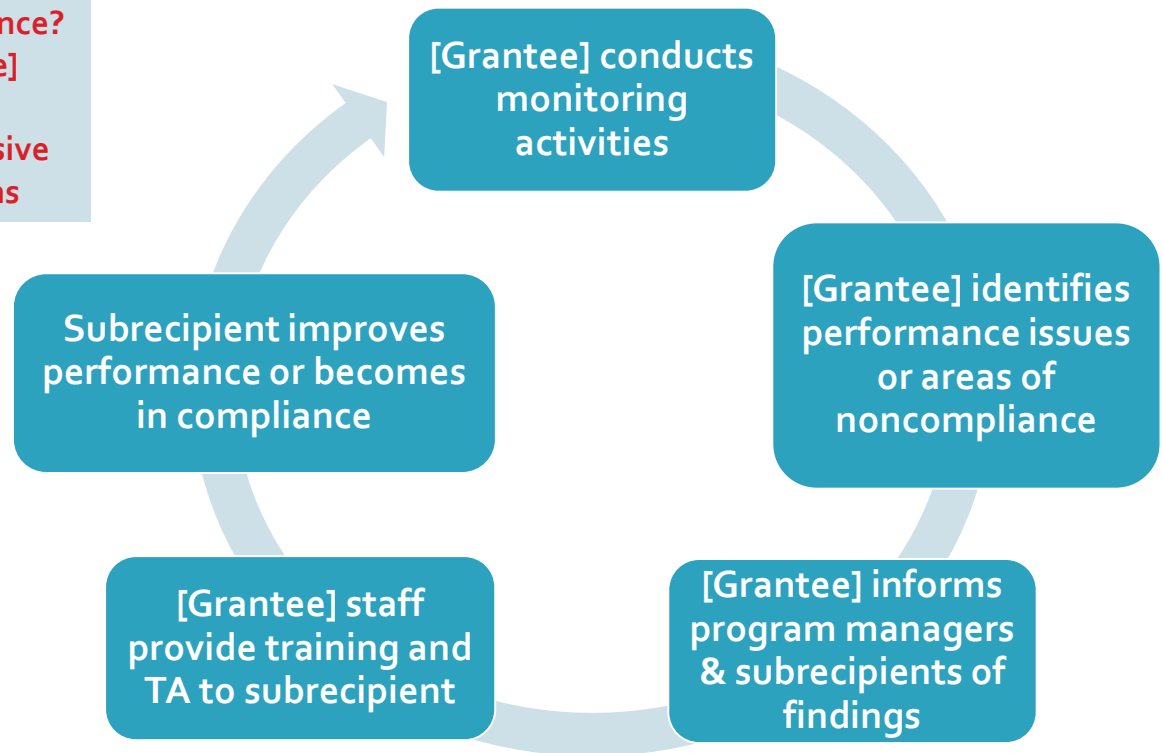 [Grantee] conducts
monitoring
activities
[Grantee] identifies
performance issues
or areas of
noncompliance
[Grantee] informs
program managers
& subrecipients of
findings
[Grantee] staff
provide training and
TA to subrecipient
Subrecipient improves
performance or becomes
in compliance